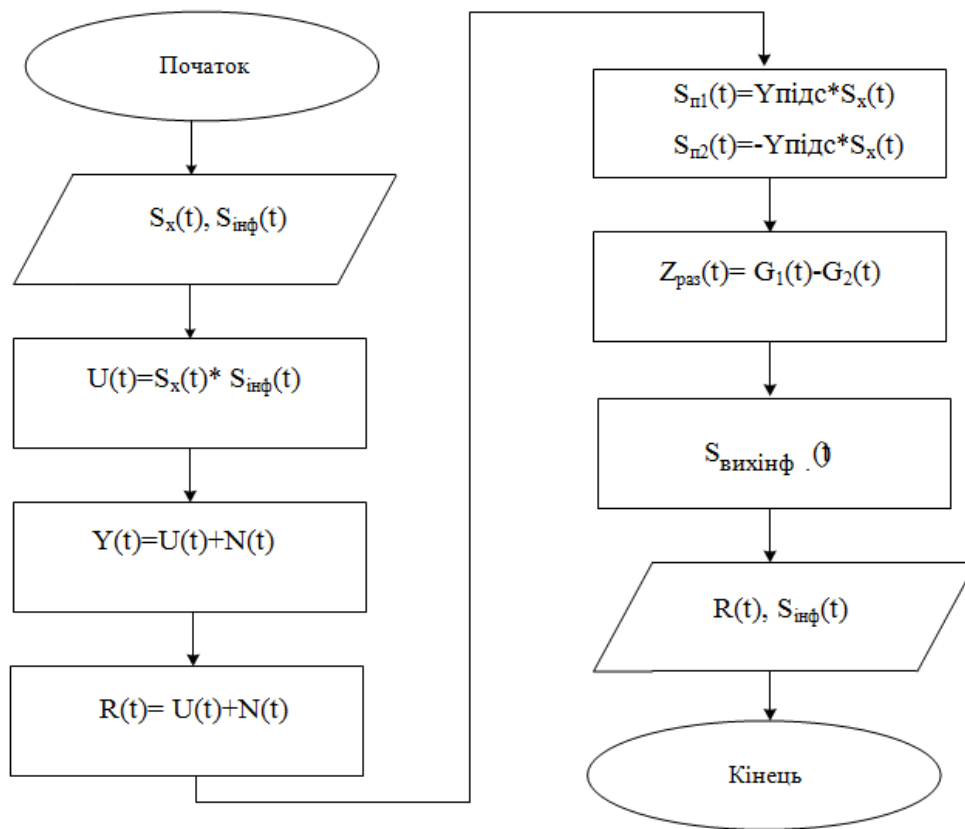 Початок
Sₓ(t), Sінф(t)
U(t)=Sₓ(t)* Sінф(t)
Y(t)=U(t)+N(t)
R(t)= U(t)+N(t)
Sп1(t)=Yпідс*Sₓ(t)
Sп2(t)=-Yпідс*Sₓ(t)
Zраз(t)= G₁(t)-G₂(t)
Sвихінф .(t)
R(t), Sінф(t)
Кінець